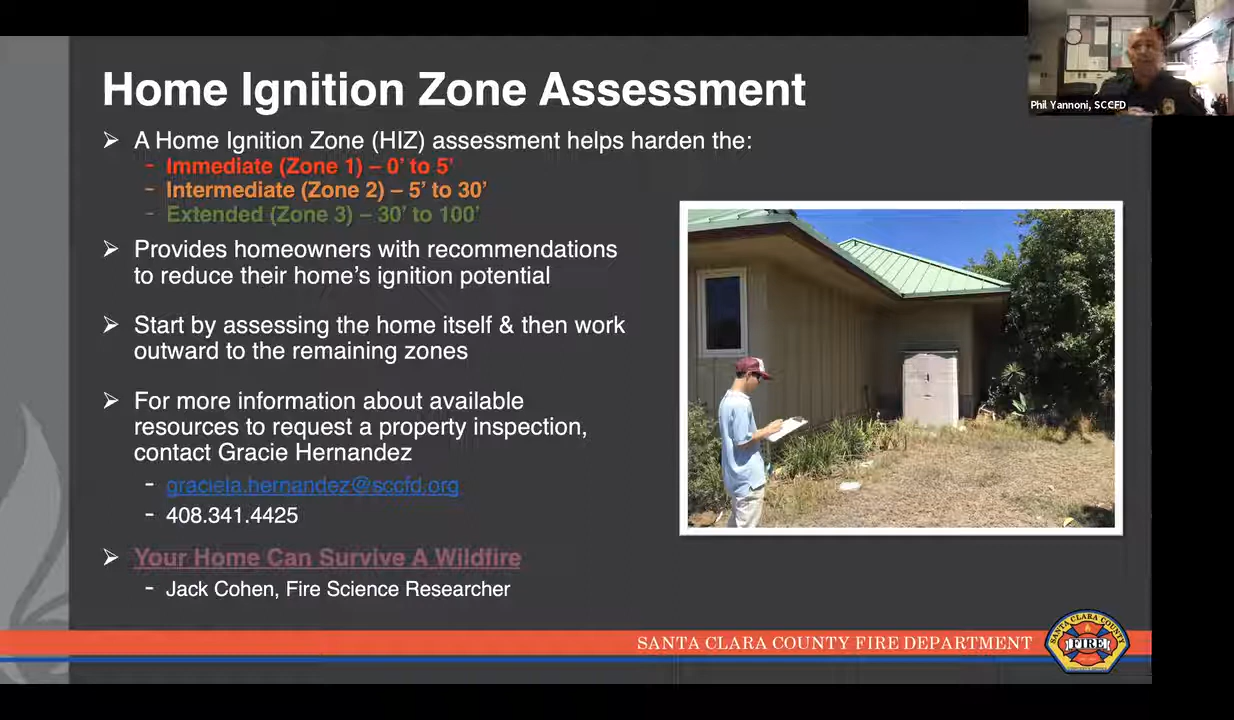 Home Ignition Zone Assessment
Phil Yannoni, SCCFD
A Home Ignition Zone (HIZ) assessment helps harden the:
- Immediate (Zone 1) – 0’ to 5’
- Intermediate (Zone 2) – 5’ to 30’
- Extended (Zone 3) – 30’ to 100’
Provides homeowners with recommendations
to reduce their home’s ignition potential
Start by assessing the home itself & then work
outward to the remaining zones
For more information about available
resources to request a property inspection,
contact Gracie Hernandez
- graciela.hernandez@sccfd.org
- 408.341.4425
Your Home Can Survive A Wildfire
- Jack Cohen, Fire Science Researcher
SANTA CLARA COUNTY FIRE DEPARTMENT
SANTA CLARA COUNTY
FIRE